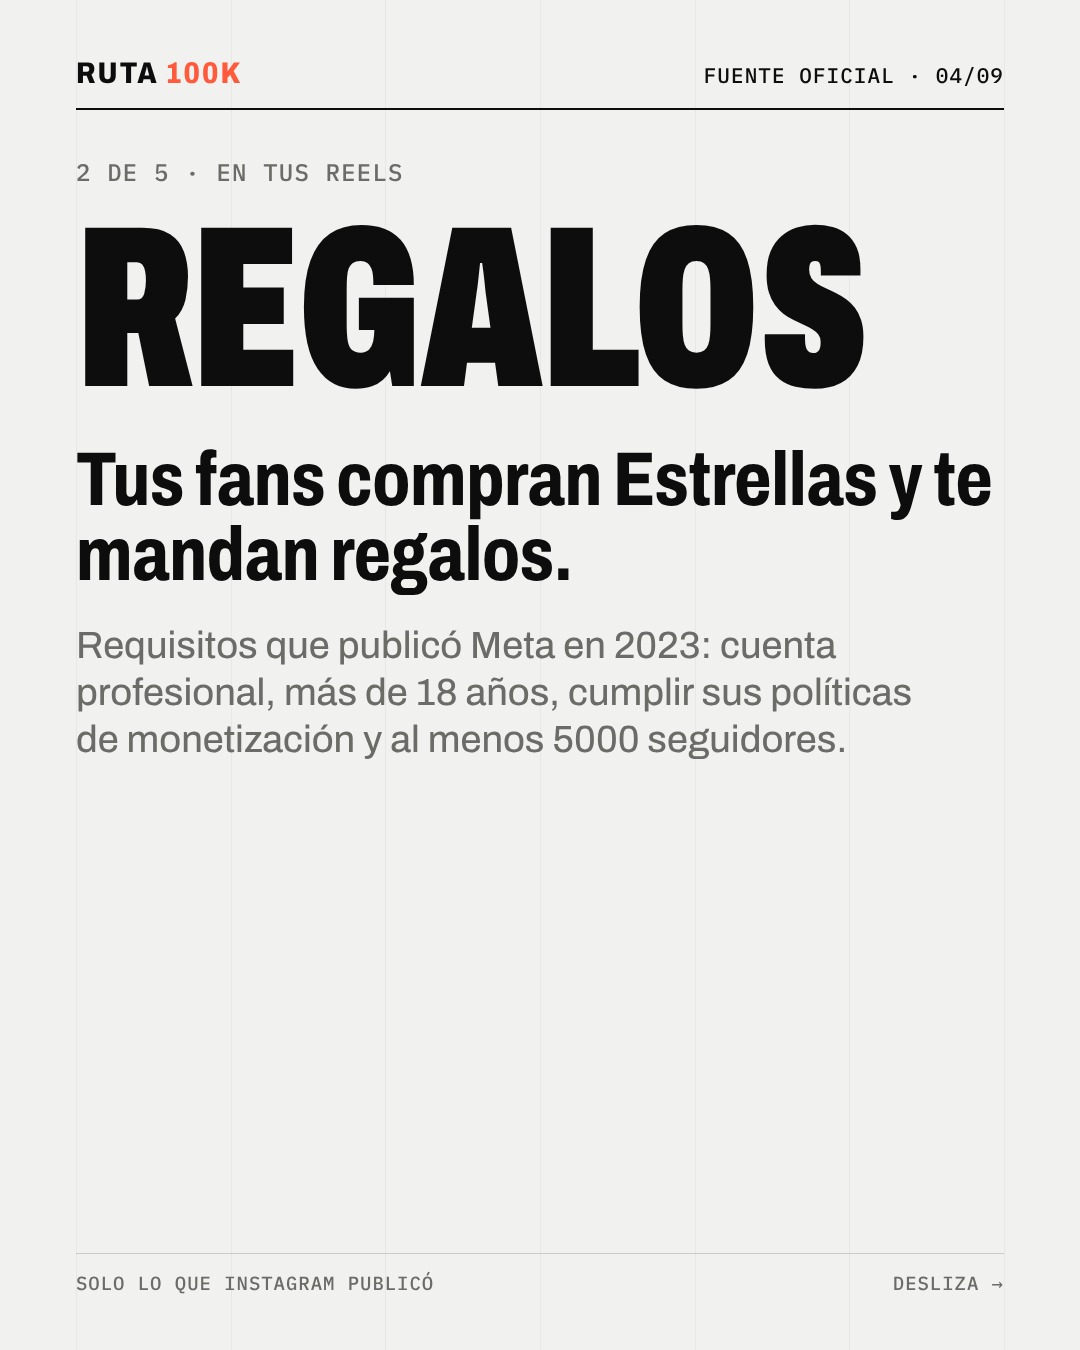 RUTA 100K
FUENTE OFICIAL · 04/09
2 DE 5 · EN TUS REELS
REGALOS
Tus fans compran Estrellas y te
mandan regalos.
Requisitos que publicó Meta en 2023: cuenta
profesional, más de 18 años, cumplir sus políticas
de monetización y al menos 5000 seguidores.
SOLO LO QUE INSTAGRAM PUBLICÓ
DESLIZA →